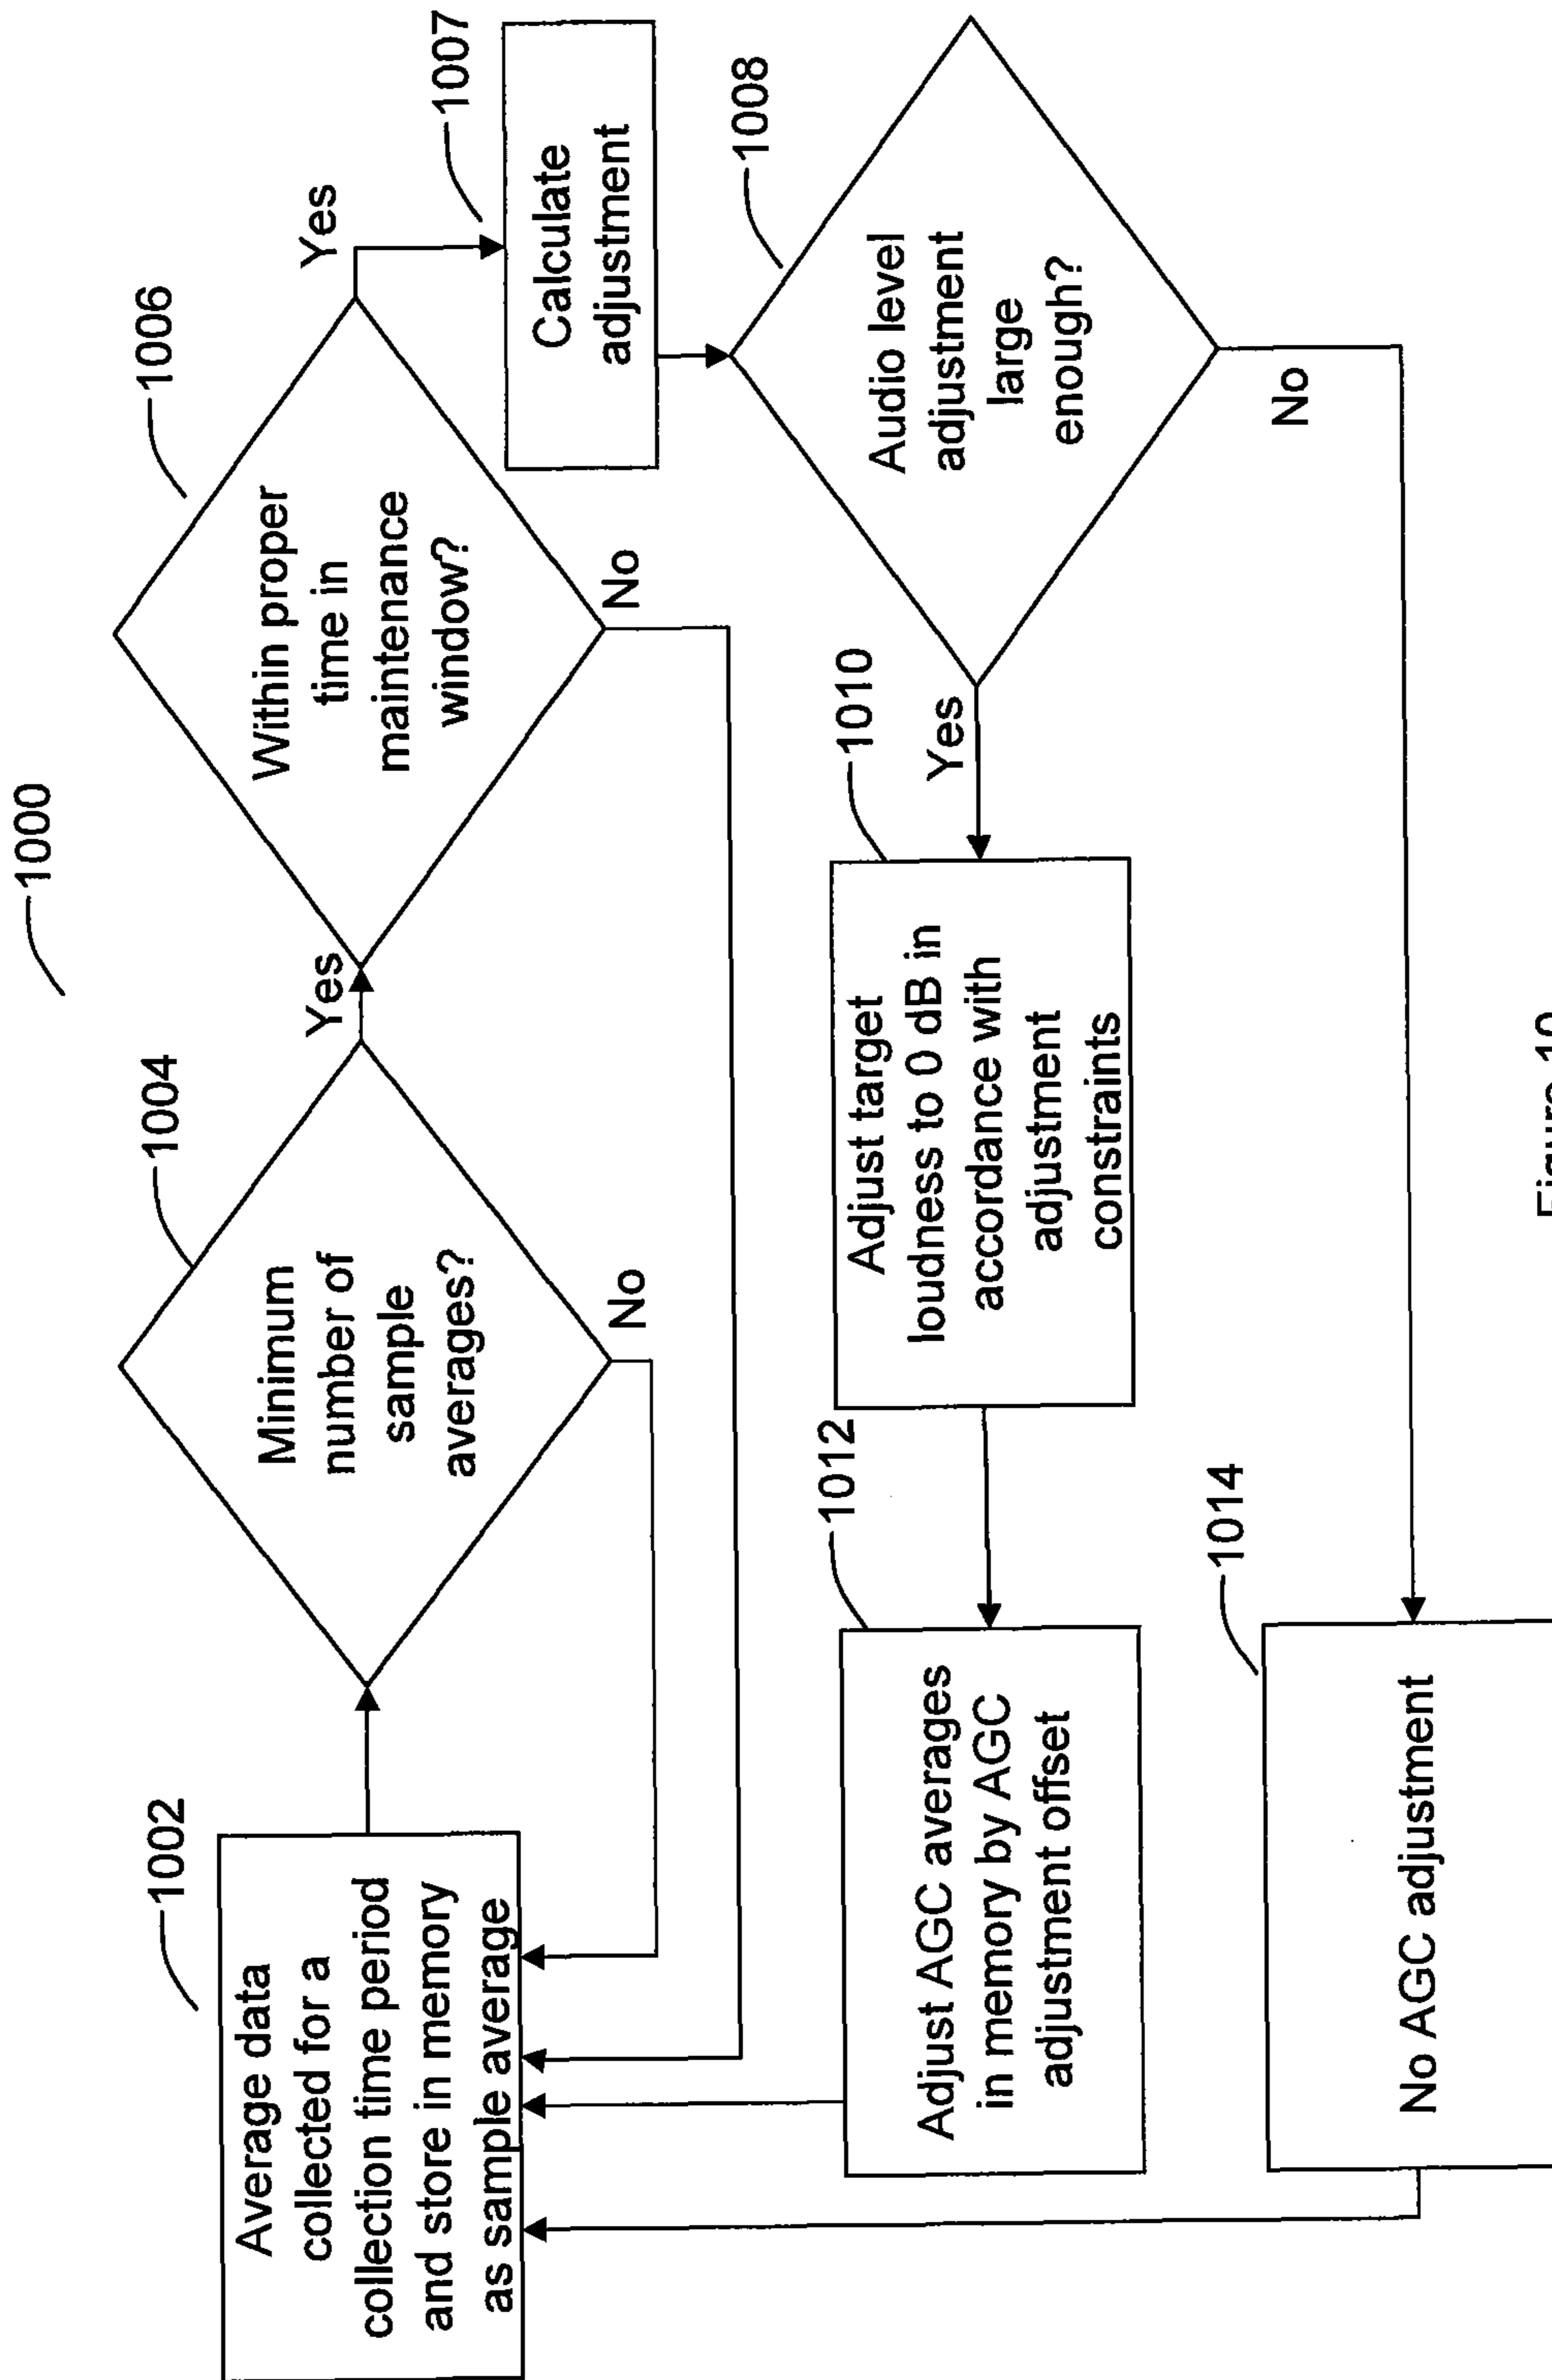 1000
1002
Average data
collected for a
collection time period
and store in memory
as sample average
1004
Minimum
number of
sample
averages?
Yes
No
1006
Within proper
time in
maintenance
window?
Yes
No
1007
Calculate
adjustment
1008
Audio level
adjustment
large
enough?
Yes
No
1010
Adjust target
loudness to 0 dB in
accordance with
adjustment
constraints
1012
Adjust AGC averages
in memory by AGC
adjustment offset
1014
No AGC adjustment
Figure 10